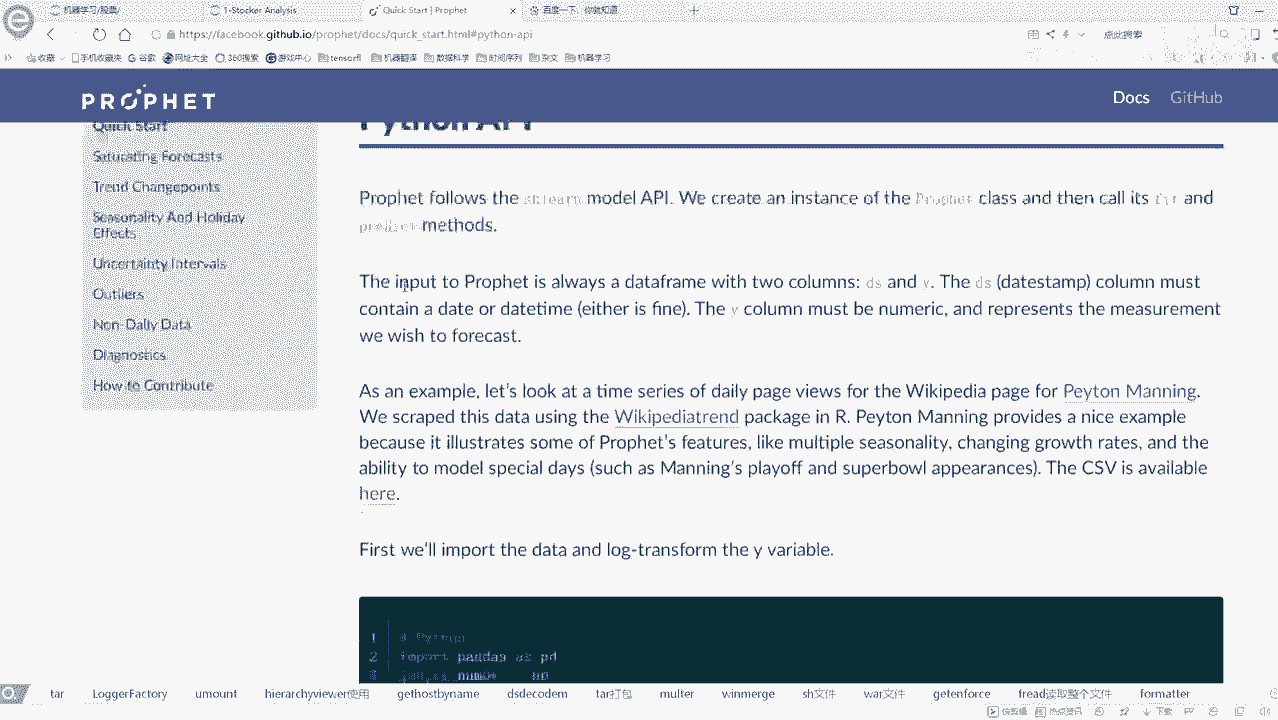 机器学习/股票/
1-Stocker Analysis
Quick Start | Prophet
百度一下，你就知道
https://facebook.github.io/prophet/docs/quick_start.html#python-api
点此搜索
收藏 手机收藏夹 谷歌 网址大全 360搜索 游戏中心 tensorfl 机器翻译 数据科学 时间序列 杂文 机器学习
PROPHET
Docs GitHub
Quick Start
Saturating Forecasts
Trend Changepoints
Seasonality And Holiday
Effects
Uncertainty Intervals
Outliers
Non-Daily Data
Diagnostics
How to Contribute
Python API
Prophet follows the sklearn model API. We create an instance of the Prophet class and then call its fit and
predict methods.
The input to Prophet is always a dataframe with two columns: ds and y. The ds (datestamp) column must
contain a date or datetime (either is fine). The y column must be numeric, and represents the measurement
we wish to forecast.
As an example, let's look at a time series of daily page views for the Wikipedia page for Peyton Manning.
We scraped this data using the Wikipediatrend package in R. Peyton Manning provides a nice example
because it illustrates some of Prophet's features, like multiple seasonality, changing growth rates, and the
ability to model special days (such as Manning's playoff and superbowl appearances). The CSV is available
here.
First we'll import the data and log-transform the y variable.
1 # Python
2 import pandas as pd
tar LoggerFactory umount hierarchyviewer使用 gethostbyname dsdecodem tar打包 multer winmerge sh文件 war文件 getenforce fread读取整个文件 formatter
快剪辑 热点资讯 下载